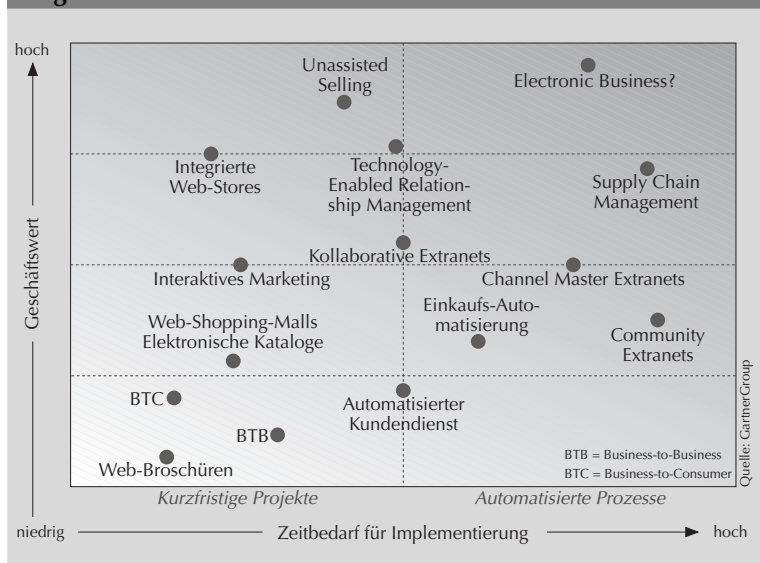 hoch
Unassisted
Selling
Electronic Business?
Integrierte
Web-Stores
Technology-
Enabled Relation-
ship Management
Supply Chain
Management
Kollaborative Extranets
Interaktives Marketing
Channel Master Extranets
Geschäftswert
Web-Shopping-Malls
Elektronische Kataloge
Einkaufs-Auto-
matisierung
Community
Extranets
BTC
BTB
Automatisierter
Kundendienst
Web-Broschüren
BTB = Business-to-Business
BTC = Business-to-Consumer
Quelle: GartnerGroup
Kurzfristige Projekte
Automatisierte Prozesse
niedrig
Zeitbedarf für Implementierung
hoch